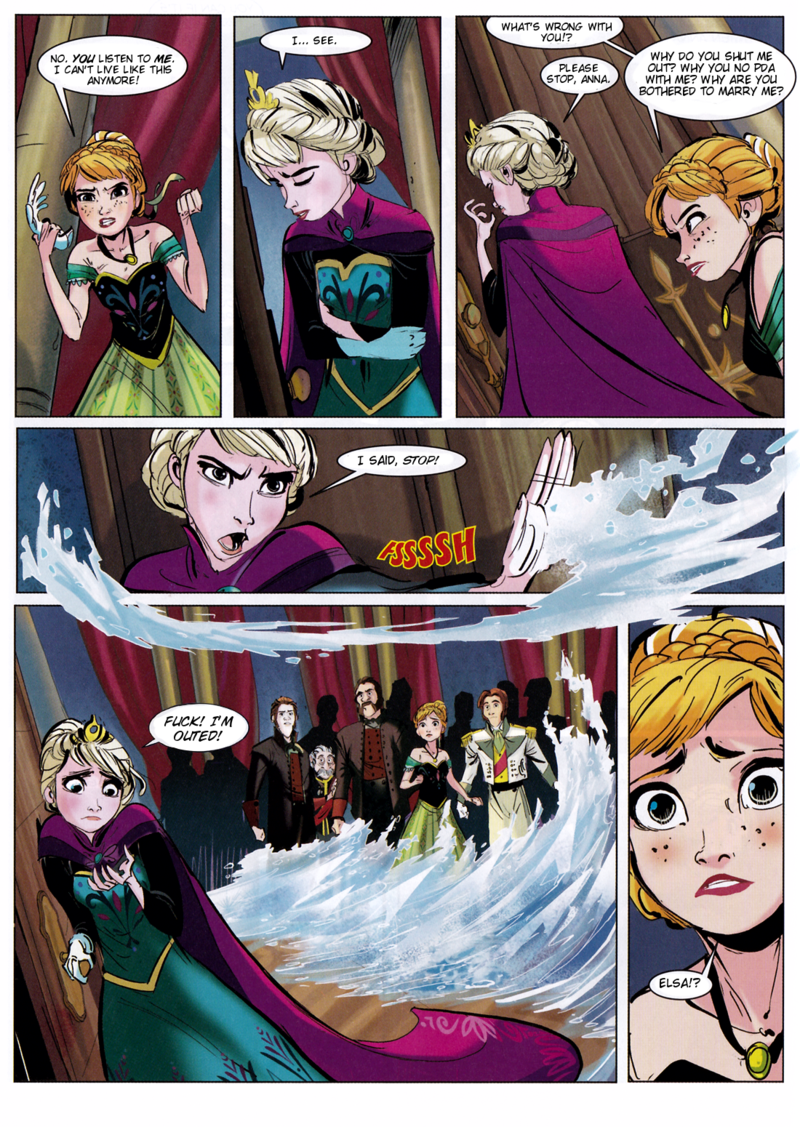 NO. YOU LISTEN TO ME.
I CAN'T LIVE LIKE THIS
ANYMORE!
I... SEE.
WHAT'S WRONG WITH
YOU!?
PLEASE
STOP, ANNA.
WHY DO YOU SHUT ME
OUT? WHY YOU NO PDA
WITH ME? WHY ARE YOU
BOTHERED TO MARRY ME?
I SAID, STOP!
FSSSSH
FUCK! I'M
OUTED!
ELSA!?